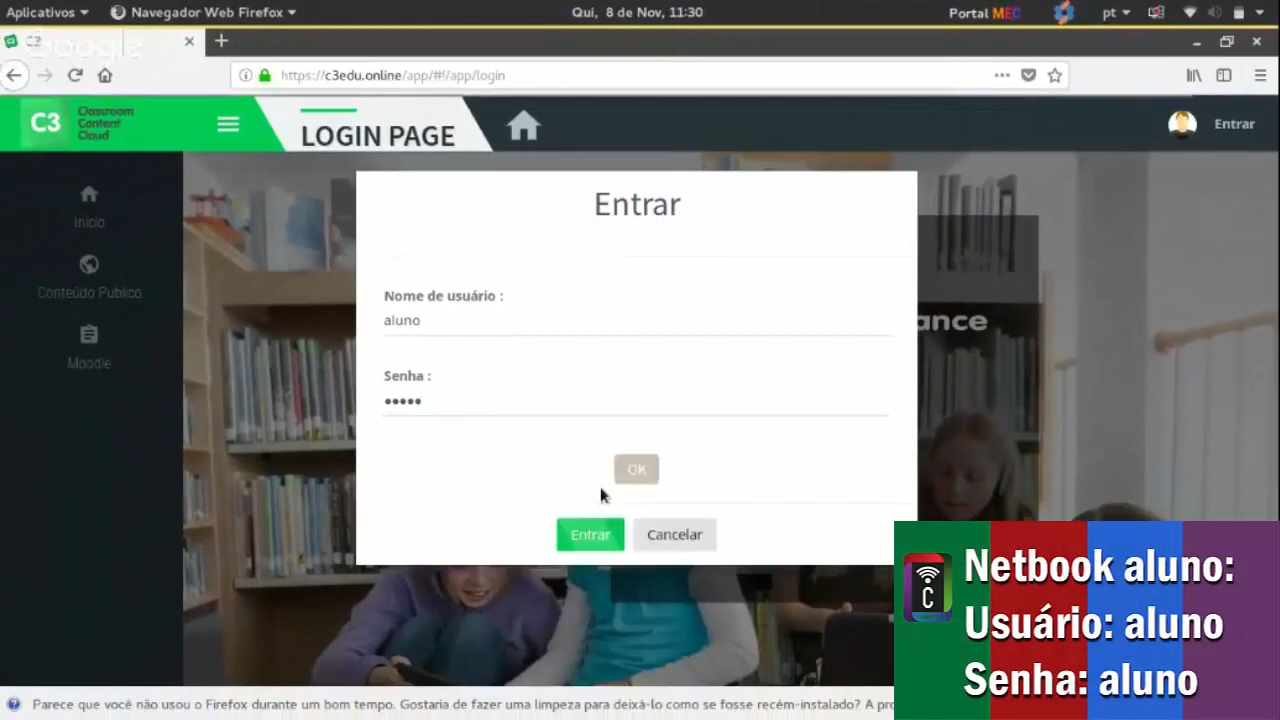 Aplicativos
Navegador Web Firefox
Qui, 8 de Nov, 11:30
Portal MEC
pt
C3
Google
https://c3edu.online/app/#!/app/login
C3
Classroom
Content
Cloud
LOGIN PAGE
Entrar
Início
Conteúdo Publico
Moodle
Entrar
Nome de usuário :
aluno
Senha :
•••••
OK
Entrar
Cancelar
ance
C
Netbook aluno:
Usuário: aluno
Senha: aluno
Parece que você não usou o Firefox durante um bom tempo. Gostaria de fazer uma limpeza para deixá-lo como se fosse recém-instalado? A pro